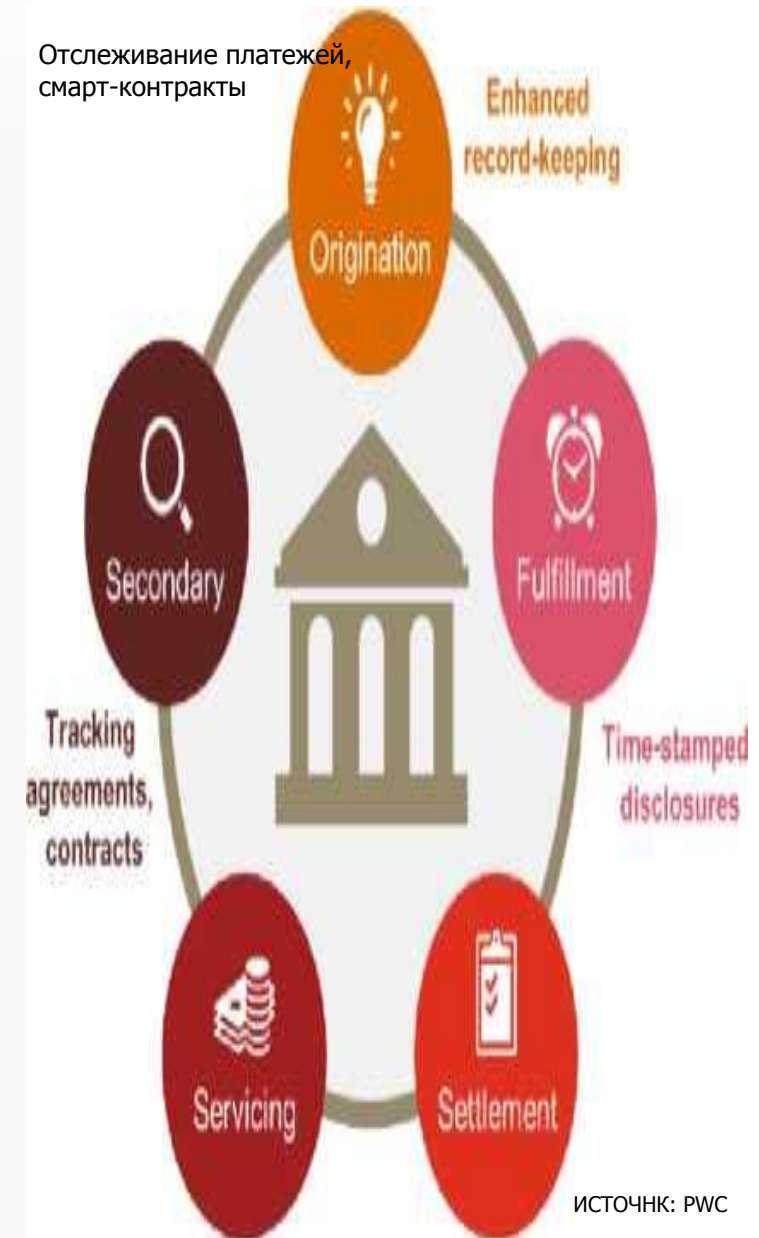 Отслеживание платежей,
смарт-контракты
Enhanced
record-keeping
Origination
Secondary
Fulfillment
Tracking
agreements,
contracts
Time-stamped
disclosures
Servicing
Settlement
ИСТОЧНК: PWC